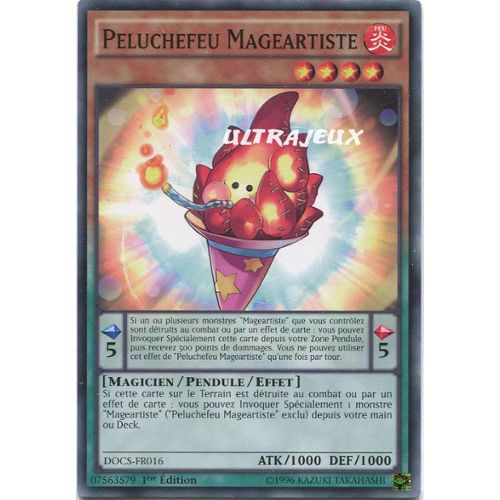 PELUCHEFEU MAGEARTISTE
FEU
炎
ULTRAJEUX
Si un ou plusieurs monstres "Mageartiste" que vous contrôlez
sont détruits au combat ou par un effet de carte : vous pouvez
Invoquer Spécialement cette carte depuis votre Zone Pendule,
puis recevez 500 points de dommages. Vous ne pouvez utiliser
cet effet de "Peluchefeu Mageartiste" qu'une fois par tour.
5
5
[MAGICIEN / PENDULE / EFFET]
Si cette carte sur le Terrain est détruite au combat ou par un
effet de carte : vous pouvez Invoquer Spécialement 1 monstre
"Mageartiste" ("Peluchefeu Mageartiste" exclu) depuis votre main
ou Deck.
DOCS-FR016
ATK/1000 DEF/1000
07563579 1ère Édition
©1996 KAZUKI TAKAHASHI